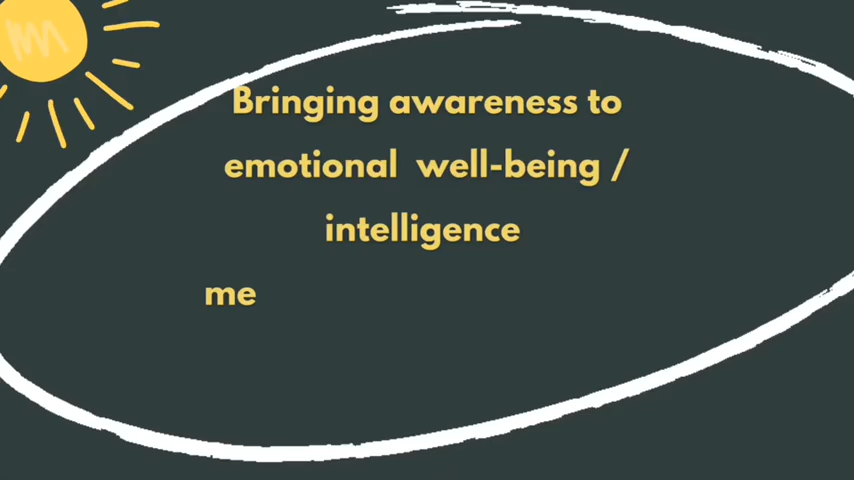 Bringing awareness to
emotional well-being /
intelligence
me